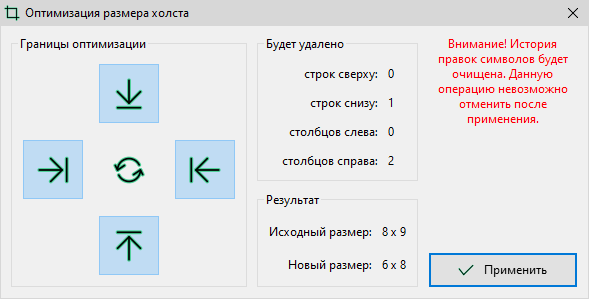 Оптимизация размера холста
Границы оптимизации
Будет удалено
строк сверху: 0
строк снизу: 1
столбцов слева: 0
столбцов справа: 2
Результат
Исходный размер: 8 x 9
Новый размер: 6 x 8
Внимание! История
правок символов будет
очищена. Данную
операцию невозможно
отменить после
применения.
Применить